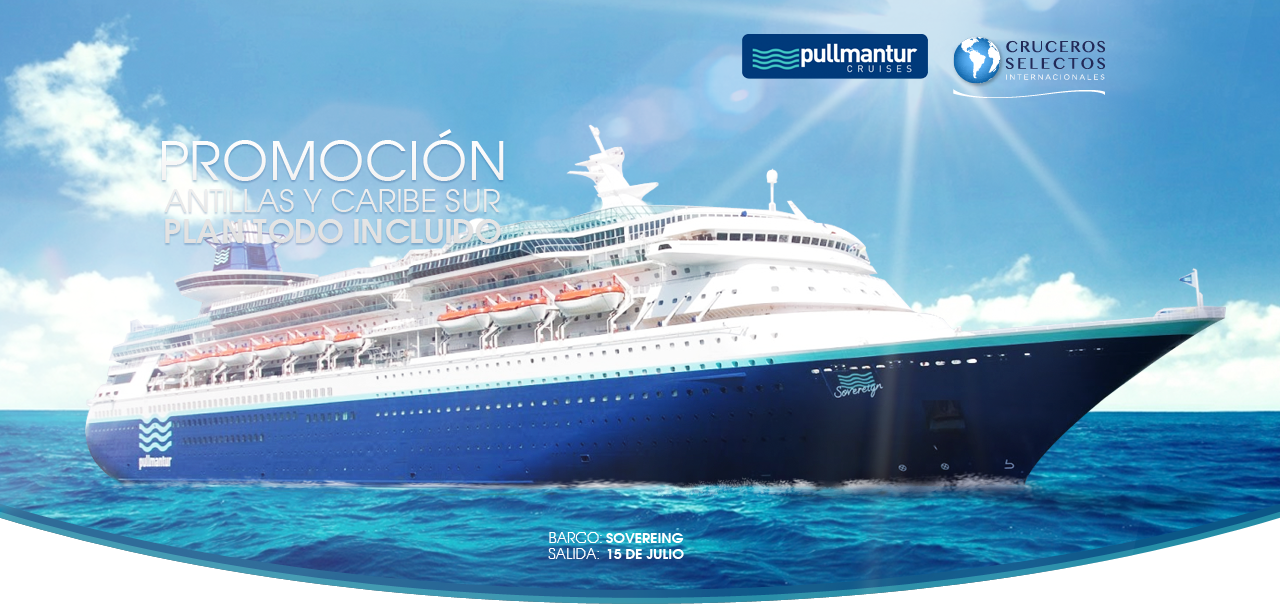 pullmantur
CRUISES
CRUCEROS
SELECTOS
INTERNACIONALES
PROMOCIÓN
ANTILLAS Y CARIBE SUR
PLAN TODO INCLUIDO
Sovereign
pullmantur
BARCO: SOVEREING
SALIDA: 15 DE JULIO